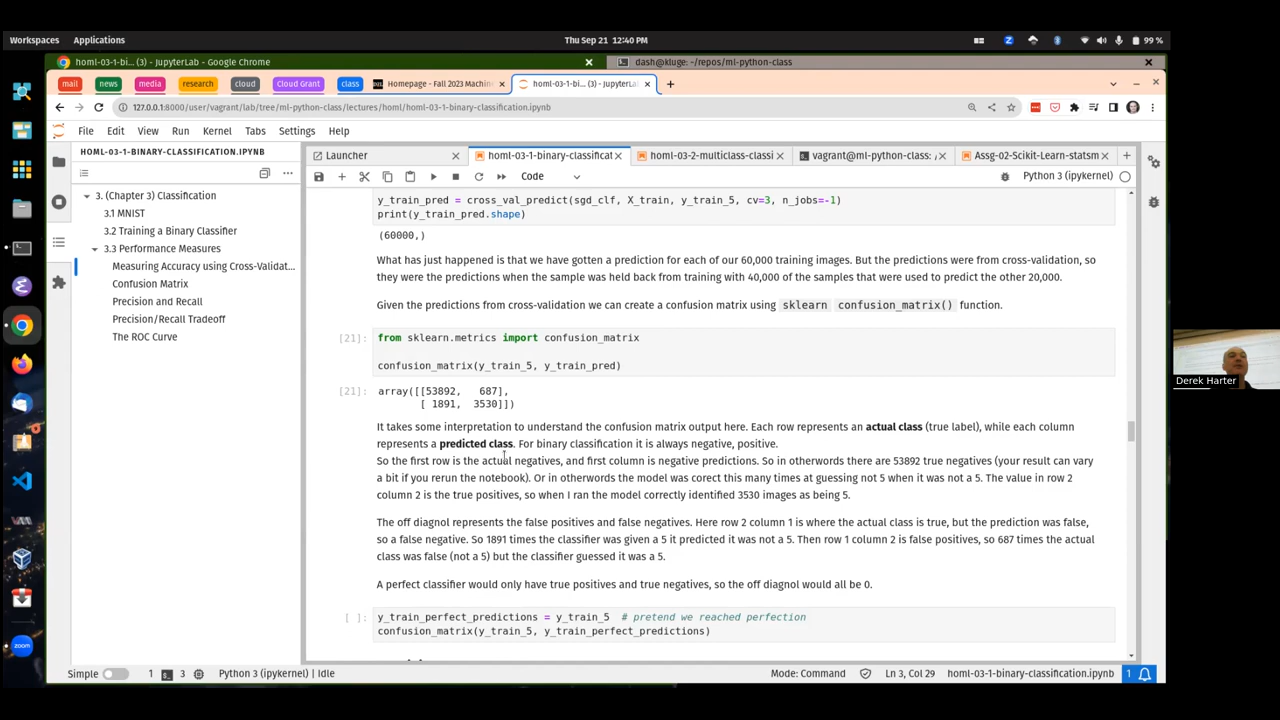 Workspaces Applications Thu Sep 21 12:40 PM 99 %
homl-03-1-bi... (3) - JupyterLab - Google Chrome dash@kluge: ~/repos/ml-python-class
mail news media research cloud Cloud Grant class Homepage - Fall 2023 Machin homl-03-1-bi... (3) - JupyterLa
127.0.0.1:8000/user/vagrant/lab/tree/ml-python-class/lectures/homl/homl-03-1-binary-classification.ipynb
File Edit View Run Kernel Tabs Settings Help
HOML-03-1-BINARY-CLASSIFICATION.IPYNB
Launcher homl-03-1-binary-classificat homl-03-2-multiclass-classi vagrant@ml-python-class: / Assg-02-Scikit-Learn-statsm
Code Python 3 (ipykernel)
3. (Chapter 3) Classification
3.1 MNIST
3.2 Training a Binary Classifier
3.3 Performance Measures
Measuring Accuracy using Cross-Validat...
Confusion Matrix
Precision and Recall
Precision/Recall Tradeoff
The ROC Curve
y_train_pred = cross_val_predict(sgd_clf, X_train, y_train_5, cv=3, n_jobs=-1)
print(y_train_pred.shape)
(60000,)
What has just happened is that we have gotten a prediction for each of our 60,000 training images. But the predictions were from cross-validation, so
they were the predictions when the sample was held back from training with 40,000 of the samples that were used to predict the other 20,000.
Given the predictions from cross-validation we can create a confusion matrix using sklearn confusion_matrix() function.
[21]: from sklearn.metrics import confusion_matrix
confusion_matrix(y_train_5, y_train_pred)
[21]: array([[53892, 687],
[ 1891, 3530]])
It takes some interpretation to understand the confusion matrix output here. Each row represents an actual class (true label), while each column
represents a predicted class. For binary classification it is always negative, positive.
So the first row is the actual negatives, and first column is negative predictions. So in otherwords there are 53892 true negatives (your result can vary
a bit if you rerun the notebook). Or in otherwords the model was corect this many times at guessing not 5 when it was not a 5. The value in row 2
column 2 is the true positives, so when I ran the model correctly identified 3530 images as being 5.
The off diagnol represents the false positives and false negatives. Here row 2 column 1 is where the actual class is true, but the prediction was false,
so a false negative. So 1891 times the classifier was given a 5 it predicted it was not a 5. Then row 1 column 2 is false positives, so 687 times the actual
class was false (not a 5) but the classifier guessed it was a 5.
A perfect classifier would only have true positives and true negatives, so the off diagnol would all be 0.
[ ]: y_train_perfect_predictions = y_train_5 # pretend we reached perfection
confusion_matrix(y_train_5, y_train_perfect_predictions)
Simple 1 3 Python 3 (ipykernel) | Idle Mode: Command Ln 3, Col 29 homl-03-1-binary-classification.ipynb 1
zoom
Derek Harter